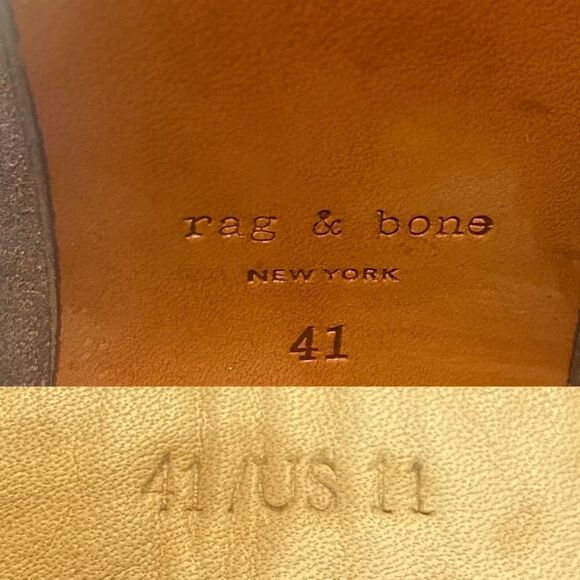 rag & bone
NEW YORK
41
41/US 11